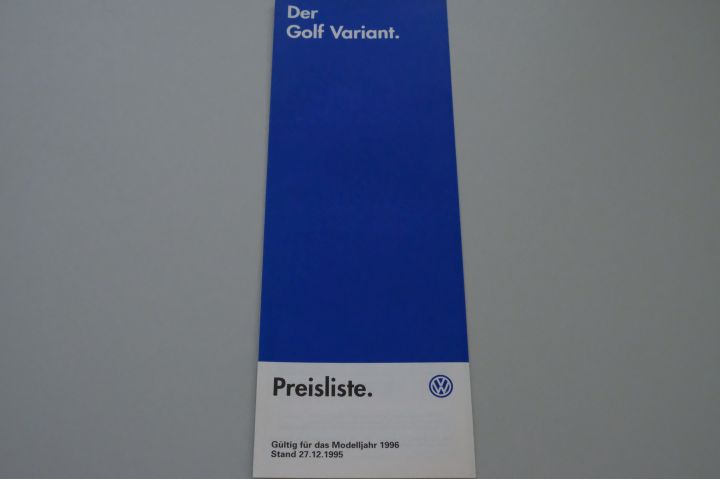 Der
Golf Variant.
Preisliste.
Gültig für das Modelljahr 1996
Stand 27.12.1995